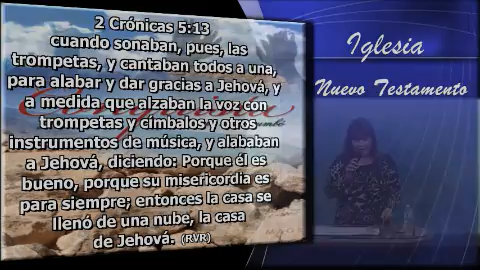 2 Crónicas 5:13
cuando sonaban, pues, las
trompetas, y cantaban todos a una,
para alabar y dar gracias a Jehová, y
a medida que alzaban la voz con
trompetas y címbalos y otros
instrumentos de música, y alababan
a Jehová, diciendo: Porque él es
bueno, porque su misericordia es
para siempre; entonces la casa se
llenó de una nube, la casa
de Jehová. (RVR)
Iglesia
Nuevo Testamento